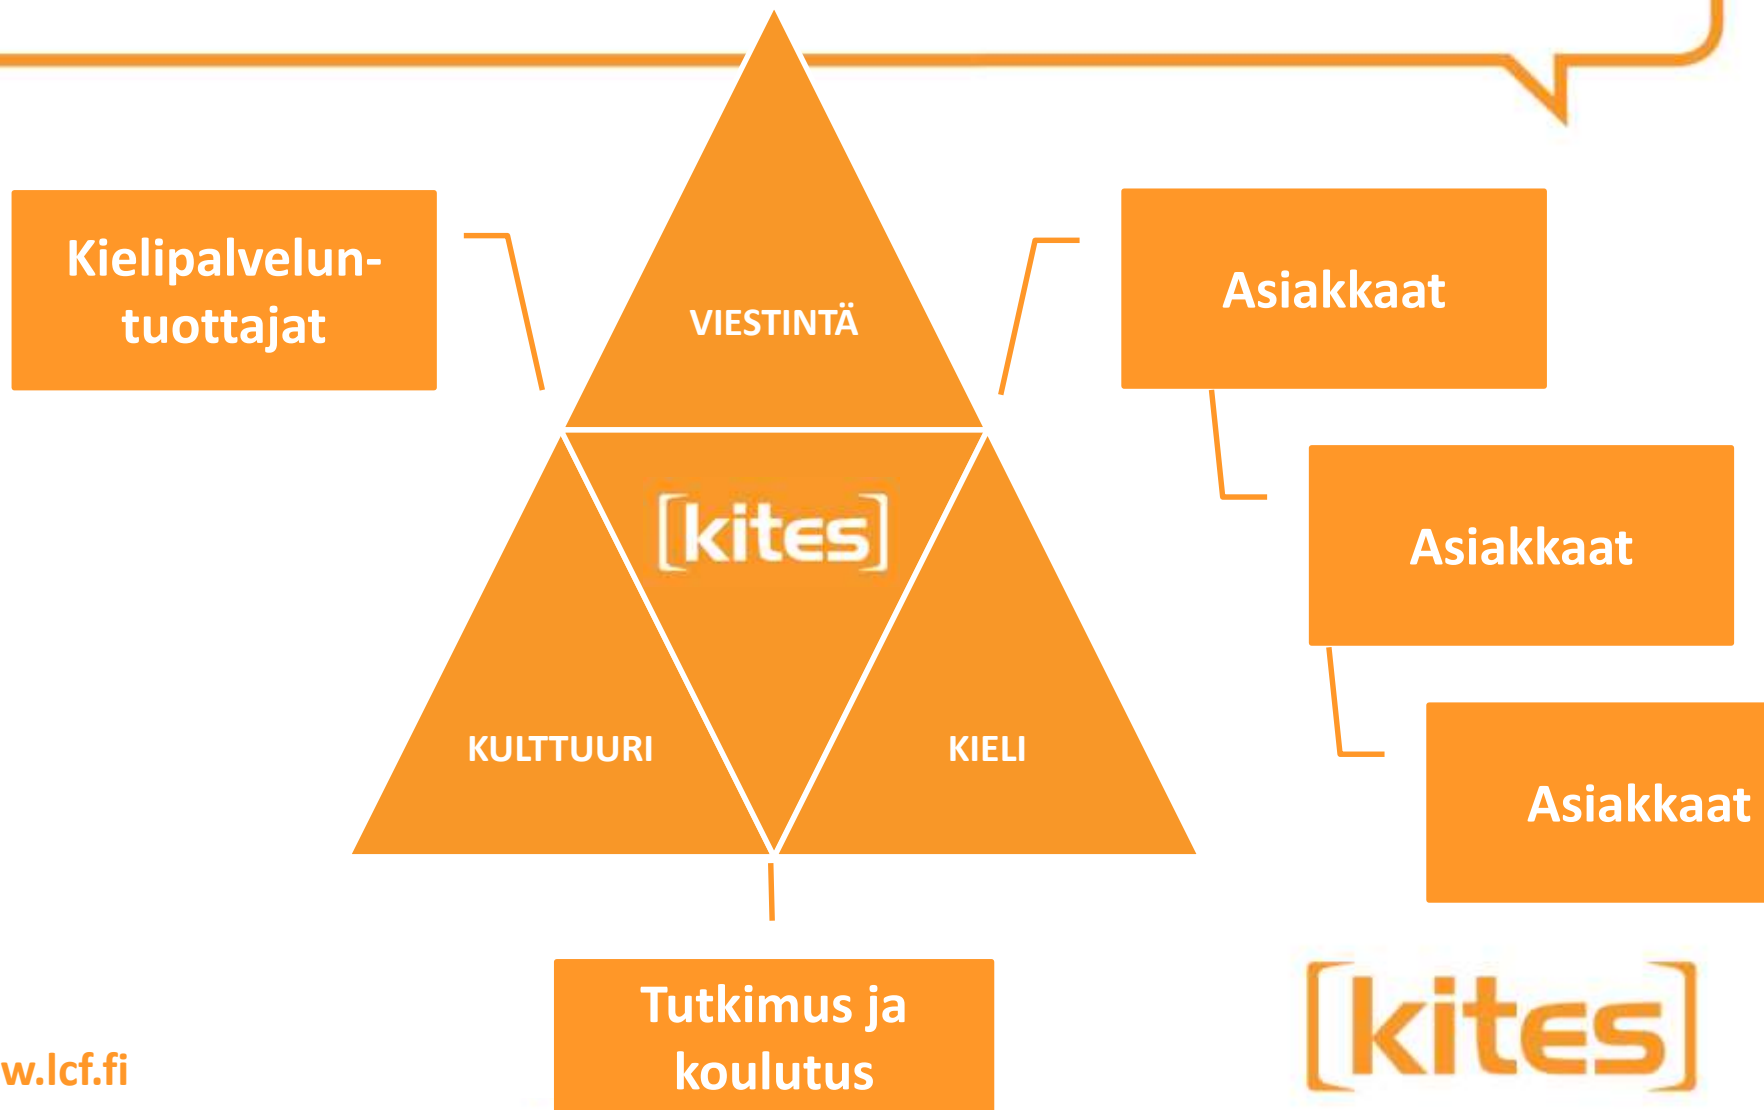 Kielipalvelun-
tuottajat
VIESTINTÄ
Asiakkaat
[kites]
Asiakkaat
KULTTUURI
KIELI
Asiakkaat
Tutkimus ja
koulutus
w.lcf.fi
[kites]